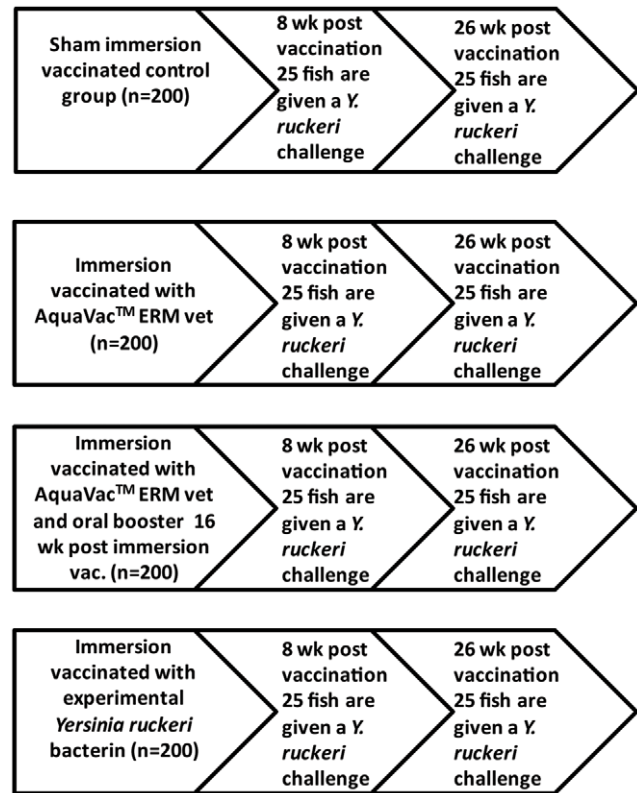 Sham immersion
vaccinated control
group (n=200)
8 wk post
vaccination
25 fish are
given a Y.
ruckeri
challenge
26 wk post
vaccination
25 fish are
given a Y.
ruckeri
challenge
Immersion
vaccinated with
AquaVac™ ERM vet
(n=200)
8 wk post
vaccination
25 fish are
given a Y.
ruckeri
challenge
26 wk post
vaccination
25 fish are
given a Y.
ruckeri
challenge
Immersion
vaccinated with
AquaVac™ ERM vet
and oral booster 16
wk post immersion
vac. (n=200)
8 wk post
vaccination
25 fish are
given a Y.
ruckeri
challenge
26 wk post
vaccination
25 fish are
given a Y.
ruckeri
challenge
Immersion
vaccinated with
experimental
Yersinia ruckeri
bacterin (n=200)
8 wk post
vaccination
25 fish are
given a Y.
ruckeri
challenge
26 wk post
vaccination
25 fish are
given a Y.
ruckeri
challenge